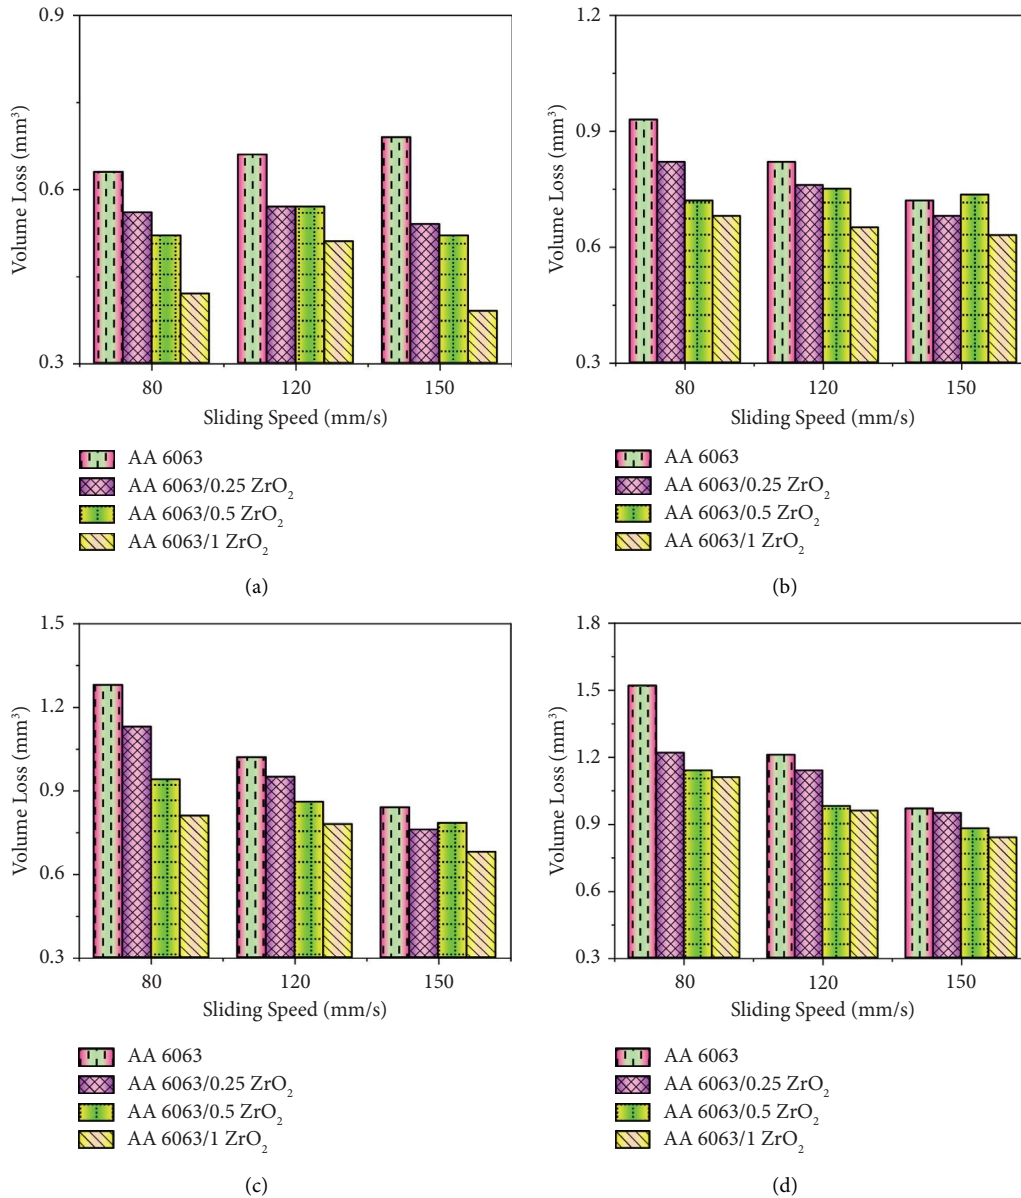 0.9
0.6
0.3
Volume Loss (mm³)
80 120 150
Sliding Speed (mm/s)
AA 6063
AA 6063/0.25 ZrO₂
AA 6063/0.5 ZrO₂
AA 6063/1 ZrO₂
(a)
1.2
0.9
0.6
0.3
Volume Loss (mm³)
80 120 150
Sliding Speed (mm/s)
AA 6063
AA 6063/0.25 ZrO₂
AA 6063/0.5 ZrO₂
AA 6063/1 ZrO₂
(b)
1.5
1.2
0.9
0.6
0.3
Volume Loss (mm³)
80 120 150
Sliding Speed (mm/s)
AA 6063
AA 6063/0.25 ZrO₂
AA 6063/0.5 ZrO₂
AA 6063/1 ZrO₂
(c)
1.8
1.5
1.2
0.9
0.6
0.3
Volume Loss (mm³)
80 120 150
Sliding Speed (mm/s)
AA 6063
AA 6063/0.25 ZrO₂
AA 6063/0.5 ZrO₂
AA 6063/1 ZrO₂
(d)